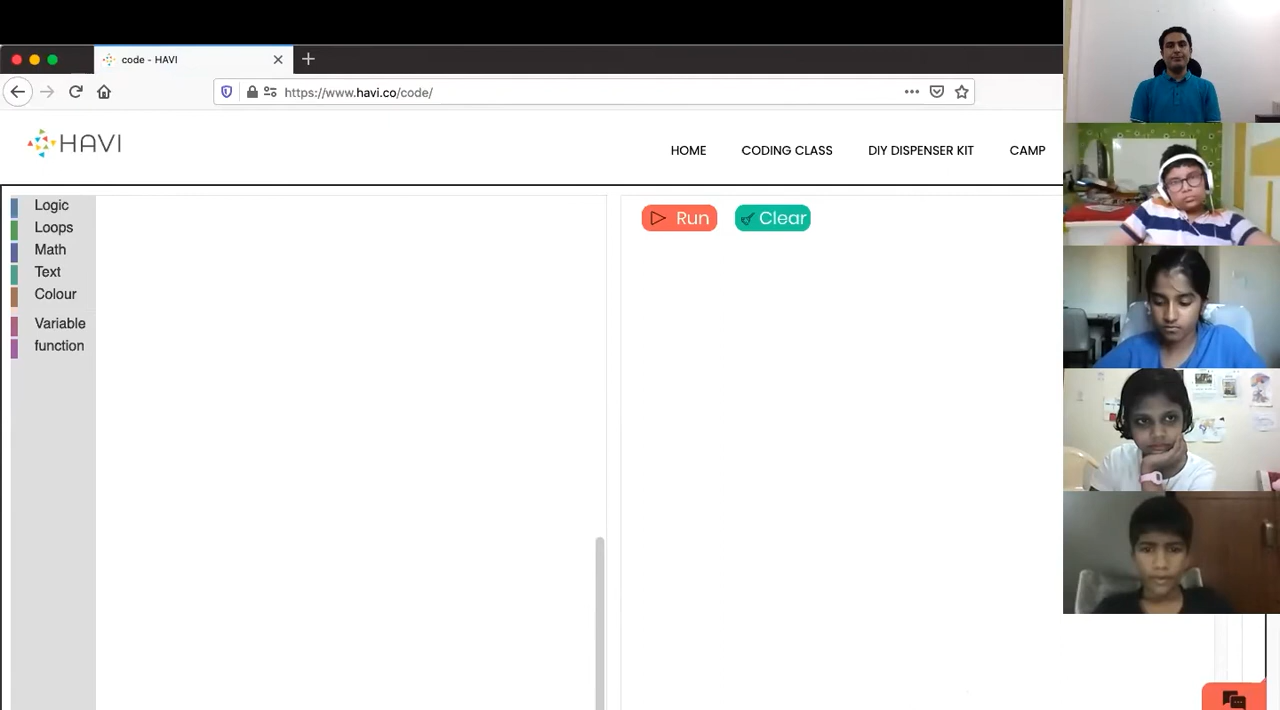 code - HAVI
https://www.havi.co/code/
HAVI
HOME CODING CLASS DIY DISPENSER KIT CAMP
Logic
Loops
Math
Text
Colour
Variable
function
Run Clear